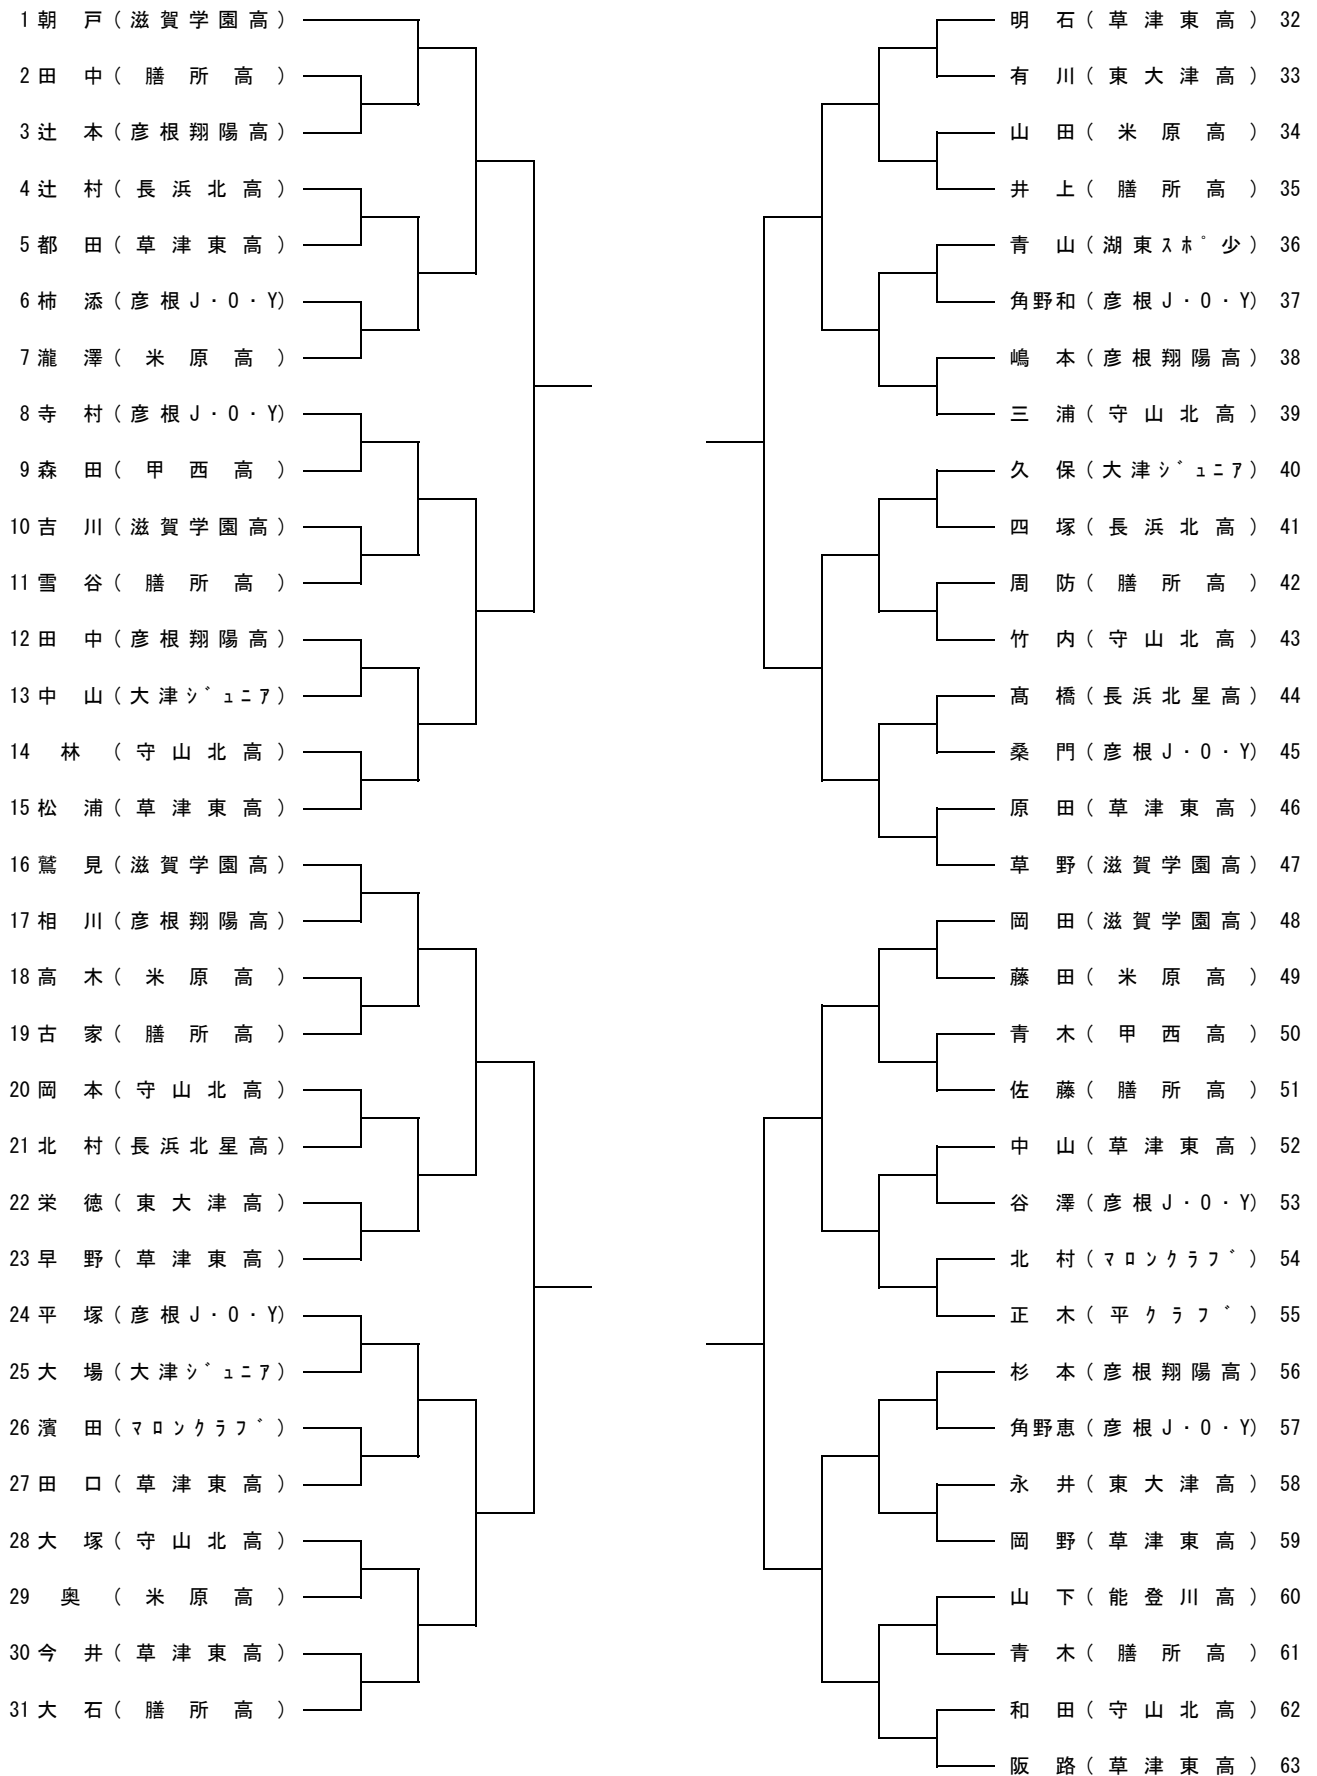 1 朝 戸 ( 滋 賀 学 園 高 )
2 田 中 ( 膳 所 高 )
3 辻 本 ( 彦 根 翔 陽 高 )
4 辻 村 ( 長 浜 北 高 )
5 都 田 ( 草 津 東 高 )
6 柿 添 ( 彦 根 J ・ O ・ Y)
7 瀧 澤 ( 米 原 高 )
8 寺 村 ( 彦 根 J ・ O ・ Y)
9 森 田 ( 甲 西 高 )
10 吉 川 ( 滋 賀 学 園 高 )
11 雪 谷 ( 膳 所 高 )
12 田 中 ( 彦 根 翔 陽 高 )
13 中 山 ( 大 津 ｼﾞｭﾆｱ )
14 林 ( 守 山 北 高 )
15 松 浦 ( 草 津 東 高 )
16 鷲 見 ( 滋 賀 学 園 高 )
17 相 川 ( 彦 根 翔 陽 高 )
18 高 木 ( 米 原 高 )
19 古 家 ( 膳 所 高 )
20 岡 本 ( 守 山 北 高 )
21 北 村 ( 長 浜 北 星 高 )
22 栄 徳 ( 東 大 津 高 )
23 早 野 ( 草 津 東 高 )
24 平 塚 ( 彦 根 J ・ O ・ Y)
25 大 場 ( 大 津 ｼﾞｭﾆｱ )
26 濱 田 ( ﾏﾛﾝｸﾗﾌﾞ )
27 田 口 ( 草 津 東 高 )
28 大 塚 ( 守 山 北 高 )
29 奥 ( 米 原 高 )
30 今 井 ( 草 津 東 高 )
31 大 石 ( 膳 所 高 )
明 石 ( 草 津 東 高 ) 32
有 川 ( 東 大 津 高 ) 33
山 田 ( 米 原 高 ) 34
井 上 ( 膳 所 高 ) 35
青 山 ( 湖 東 ｽﾎﾟ 少 ) 36
角野和 ( 彦 根 J ・ O ・ Y) 37
嶋 本 ( 彦 根 翔 陽 高 ) 38
三 浦 ( 守 山 北 高 ) 39
久 保 ( 大 津 ｼﾞｭﾆｱ ) 40
四 塚 ( 長 浜 北 高 ) 41
周 防 ( 膳 所 高 ) 42
竹 内 ( 守 山 北 高 ) 43
髙 橋 ( 長 浜 北 星 高 ) 44
桑 門 ( 彦 根 J ・ O ・ Y) 45
原 田 ( 草 津 東 高 ) 46
草 野 ( 滋 賀 学 園 高 ) 47
岡 田 ( 滋 賀 学 園 高 ) 48
藤 田 ( 米 原 高 ) 49
青 木 ( 甲 西 高 ) 50
佐 藤 ( 膳 所 高 ) 51
中 山 ( 草 津 東 高 ) 52
谷 澤 ( 彦 根 J ・ O ・ Y) 53
北 村 ( ﾏﾛﾝｸﾗﾌﾞ ) 54
正 木 ( 平 ｸﾗﾌﾞ ) 55
杉 本 ( 彦 根 翔 陽 高 ) 56
角野恵 ( 彦 根 J ・ O ・ Y) 57
永 井 ( 東 大 津 高 ) 58
岡 野 ( 草 津 東 高 ) 59
山 下 ( 能 登 川 高 ) 60
青 木 ( 膳 所 高 ) 61
和 田 ( 守 山 北 高 ) 62
阪 路 ( 草 津 東 高 ) 63